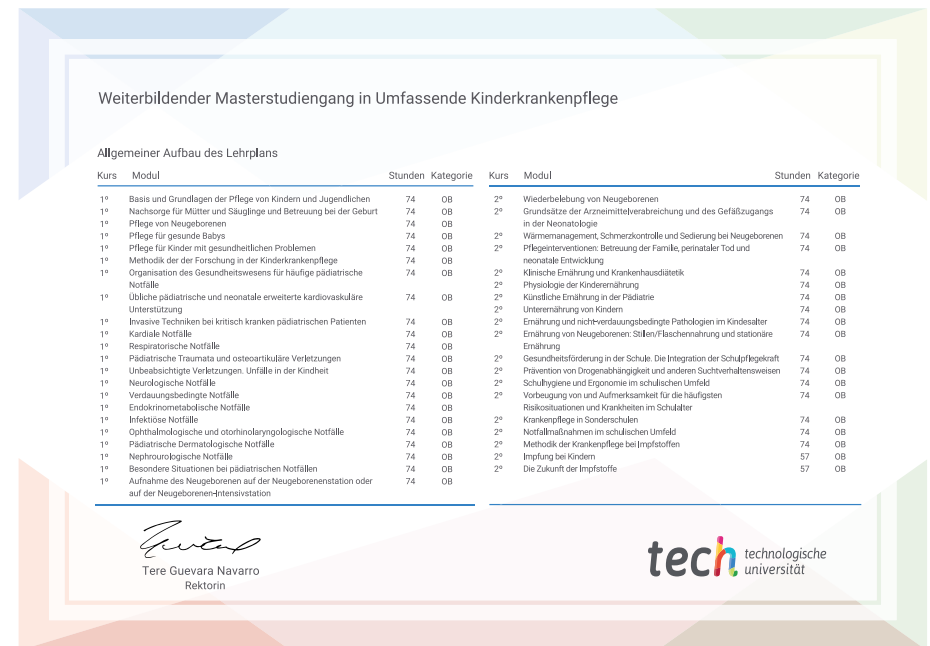 Weiterbildender Masterstudiengang in Umfassende Kinderkrankenpflege
Allgemeiner Aufbau des Lehrplans
Kurs Modul Stunden Kategorie
1º Basis und Grundlagen der Pflege von Kindern und Jugendlichen 74 OB
1º Nachsorge für Mütter und Säuglinge und Betreuung bei der Geburt 74 OB
1º Pflege von Neugeborenen 74 OB
1º Pflege für gesunde Babys 74 OB
1º Pflege für Kinder mit gesundheitlichen Problemen 74 OB
1º Methodik der der Forschung in der Kinderkrankenpflege 74 OB
1º Organisation des Gesundheitswesens für häufige pädiatrische 74 OB
Notfälle
1º Übliche pädiatrische und neonatale erweiterte kardiovaskuläre 74 OB
Unterstützung
1º Invasive Techniken bei kritisch kranken pädiatrischen Patienten 74 OB
1º Kardiale Notfälle 74 OB
1º Respiratorische Notfälle 74 OB
1º Pädiatrische Traumata und osteoartikuläre Verletzungen 74 OB
1º Unbeabsichtigte Verletzungen. Unfälle in der Kindheit 74 OB
1º Neurologische Notfälle 74 OB
1º Verdauungsbedingte Notfälle 74 OB
1º Endokrinometabolische Notfälle 74 OB
1º Infektiöse Notfälle 74 OB
1º Ophthalmologische und otorhinolaryngologische Notfälle 74 OB
1º Pädiatrische Dermatologische Notfälle 74 OB
1º Nephrourologische Notfälle 74 OB
1º Besondere Situationen bei pädiatrischen Notfällen 74 OB
1º Aufnahme des Neugeborenen auf der Neugeborenenstation oder 74 OB
auf der Neugeborenen-Intensivstation
Kurs Modul Stunden Kategorie
2º Wiederbelebung von Neugeborenen 74 OB
2º Grundsätze der Arzneimittelverabreichung und des Gefäßzugangs 74 OB
in der Neonatologie
2º Wärmemanagement, Schmerzkontrolle und Sedierung bei Neugeborenen 74 OB
2º Pflegeinterventionen: Betreuung der Familie, perinataler Tod und 74 OB
neonatale Entwicklung
2º Klinische Ernährung und Krankenhausdiätetik 74 OB
2º Physiologie der Kinderernährung 74 OB
2º Künstliche Ernährung in der Pädiatrie 74 OB
2º Unterernährung von Kindern 74 OB
2º Ernährung und nicht-verdauungsbedingte Pathologien im Kindesalter 74 OB
2º Ernährung von Neugeborenen: Stillen/Flaschennahrung und stationäre 74 OB
Ernährung
2º Gesundheitsförderung in der Schule. Die Integration der Schulpflegekraft 74 OB
2º Prävention von Drogenabhängigkeit und anderen Suchtverhaltensweisen 74 OB
2º Schulhygiene und Ergonomie im schulischen Umfeld 74 OB
2º Vorbeugung von und Aufmerksamkeit für die häufigsten 74 OB
Risikosituationen und Krankheiten im Schulalter
2º Krankenpflege in Sonderschulen 74 OB
2º Notfallmaßnahmen im schulischen Umfeld 74 OB
2º Methodik der Krankenpflege bei Impfstoffen 74 OB
2º Impfung bei Kindern 57 OB
2º Die Zukunft der Impfstoffe 57 OB
Tere Guevara Navarro
Rektorin
tech technologische
universität